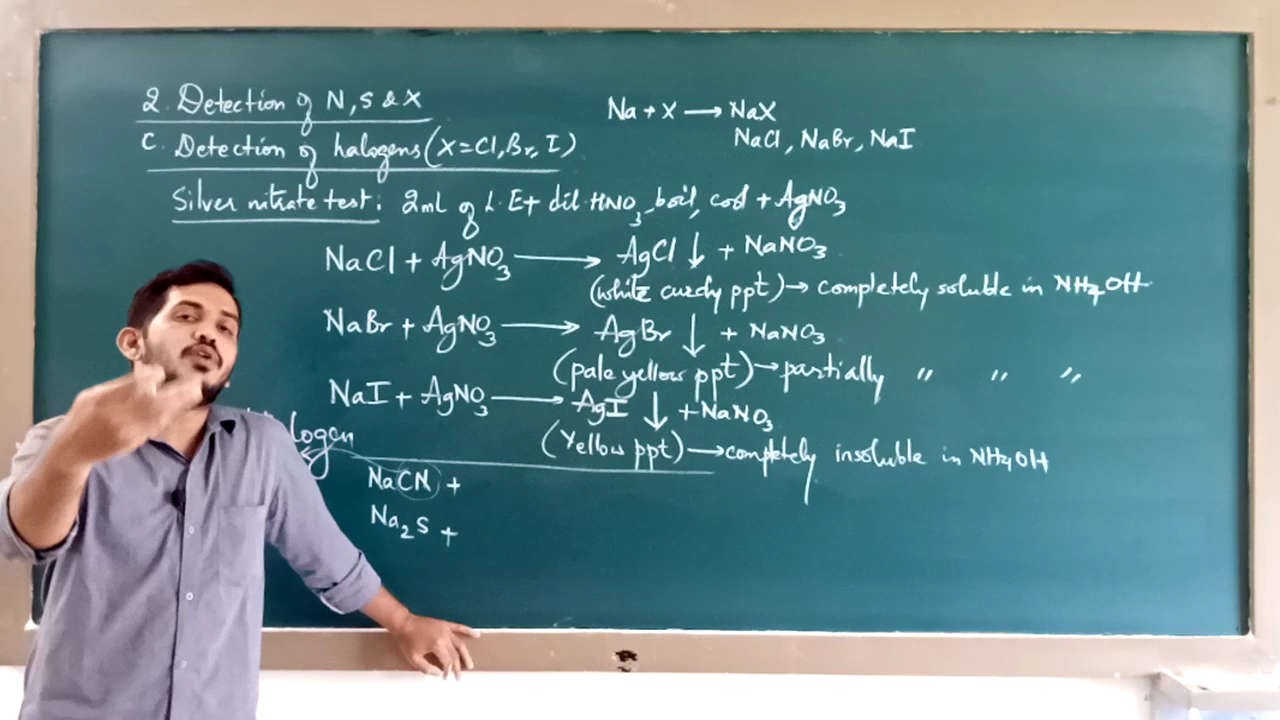 2. Detection of N, S & X
C. Detection of halogens (X=Cl, Br, I)
Na + X → NaX
NaCl, NaBr, NaI
Silver nitrate test: 2mL of L.E + dil. HNO₃, boil, cool + AgNO₃
NaCl + AgNO₃ → AgCl ↓ + NaNO₃
(white curdy ppt) → completely soluble in NH₄OH
NaBr + AgNO₃ → AgBr ↓ + NaNO₃
(pale yellow ppt) → partially " " "
NaI + AgNO₃ → AgI ↓ + NaNO₃
(Yellow ppt) → completely insoluble in NH₄OH
logen
NaCN +
Na₂S +